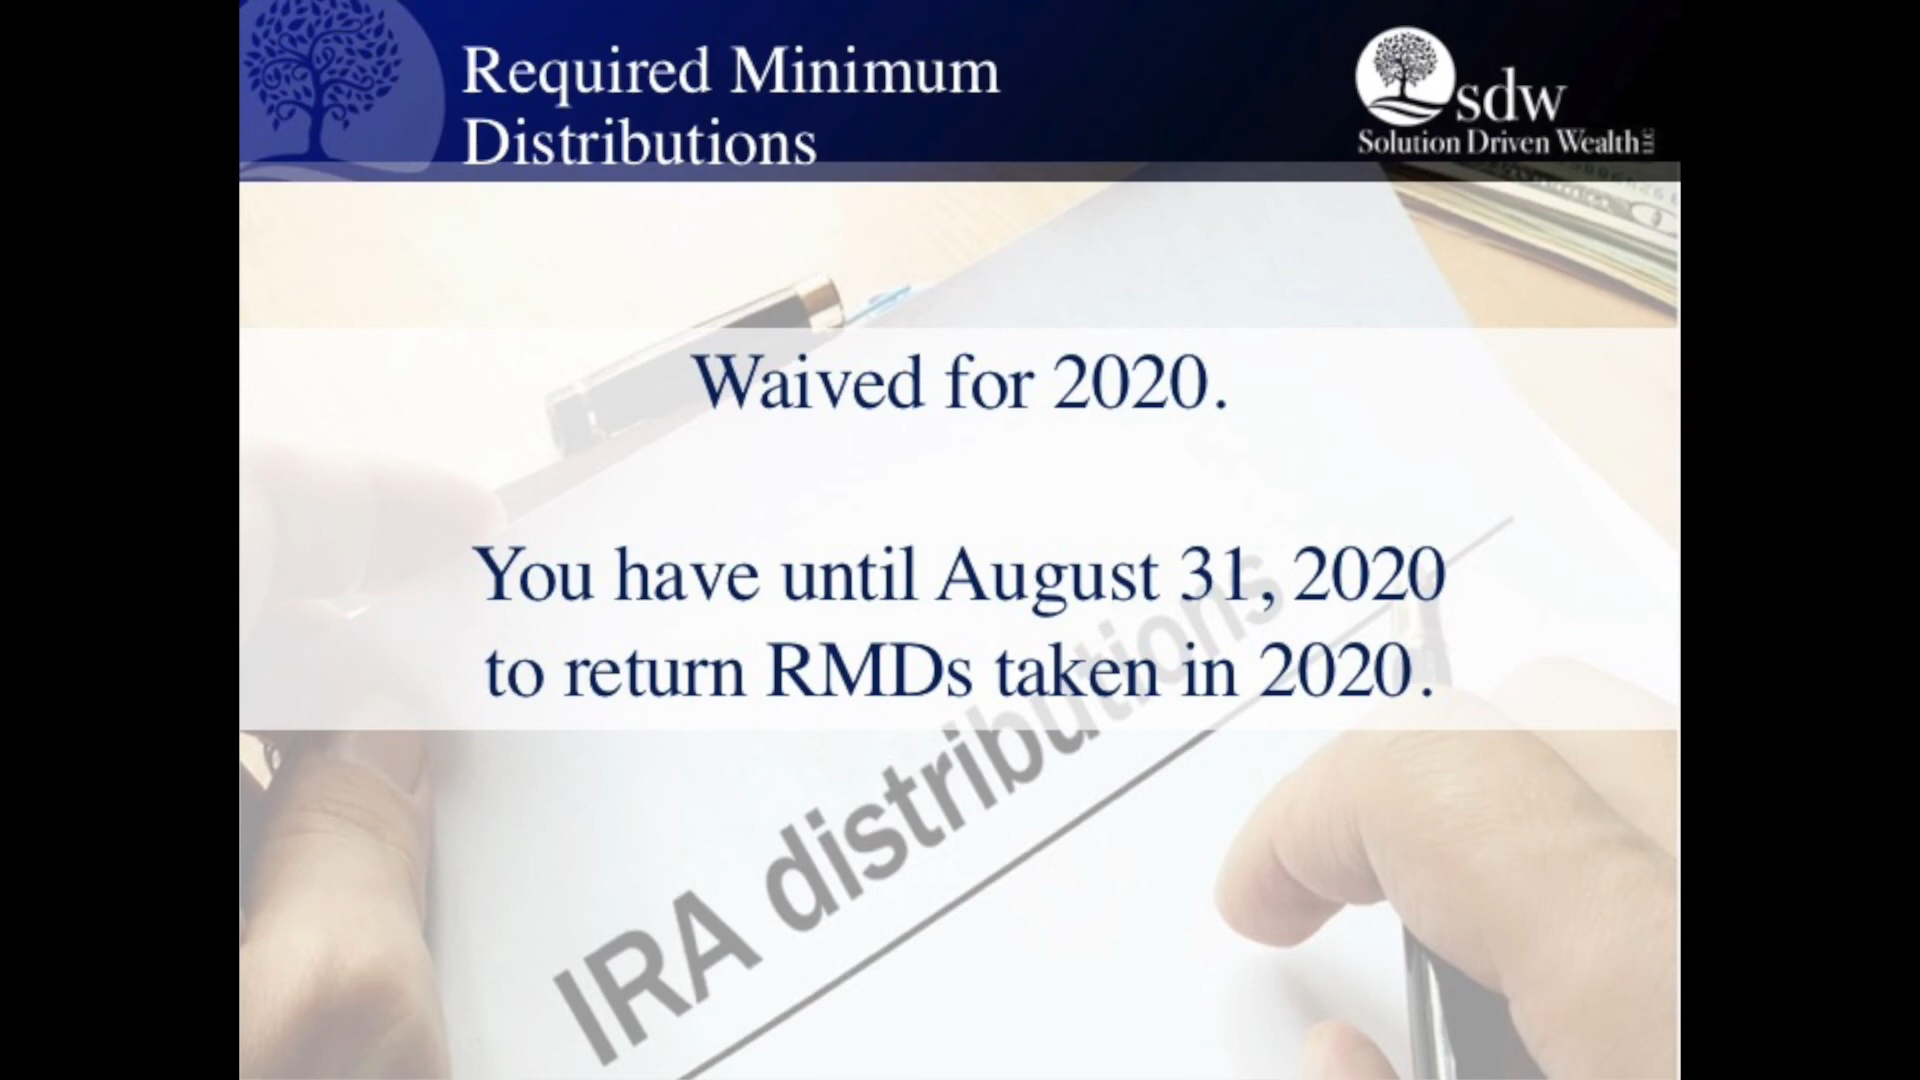 Required Minimum
Distributions
sdw
Solution Driven Wealth LLC
Waived for 2020.
You have until August 31, 2020
to return RMDs taken in 2020.
IRA distributions